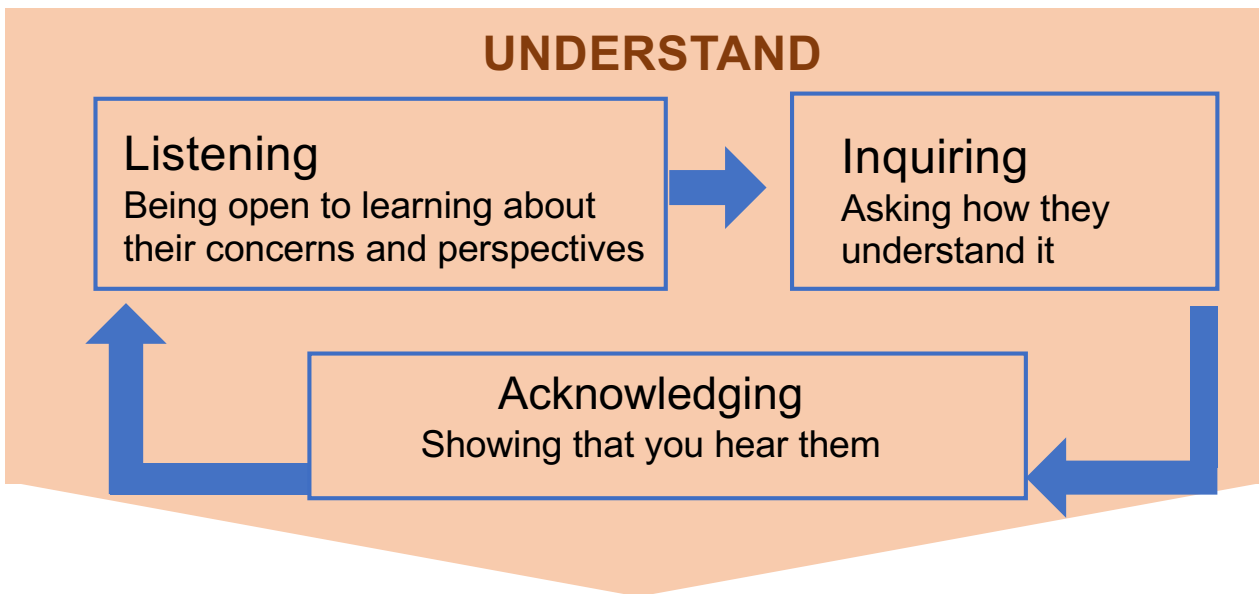 UNDERSTAND
Listening
Being open to learning about
their concerns and perspectives
Inquiring
Asking how they
understand it
Acknowledging
Showing that you hear them